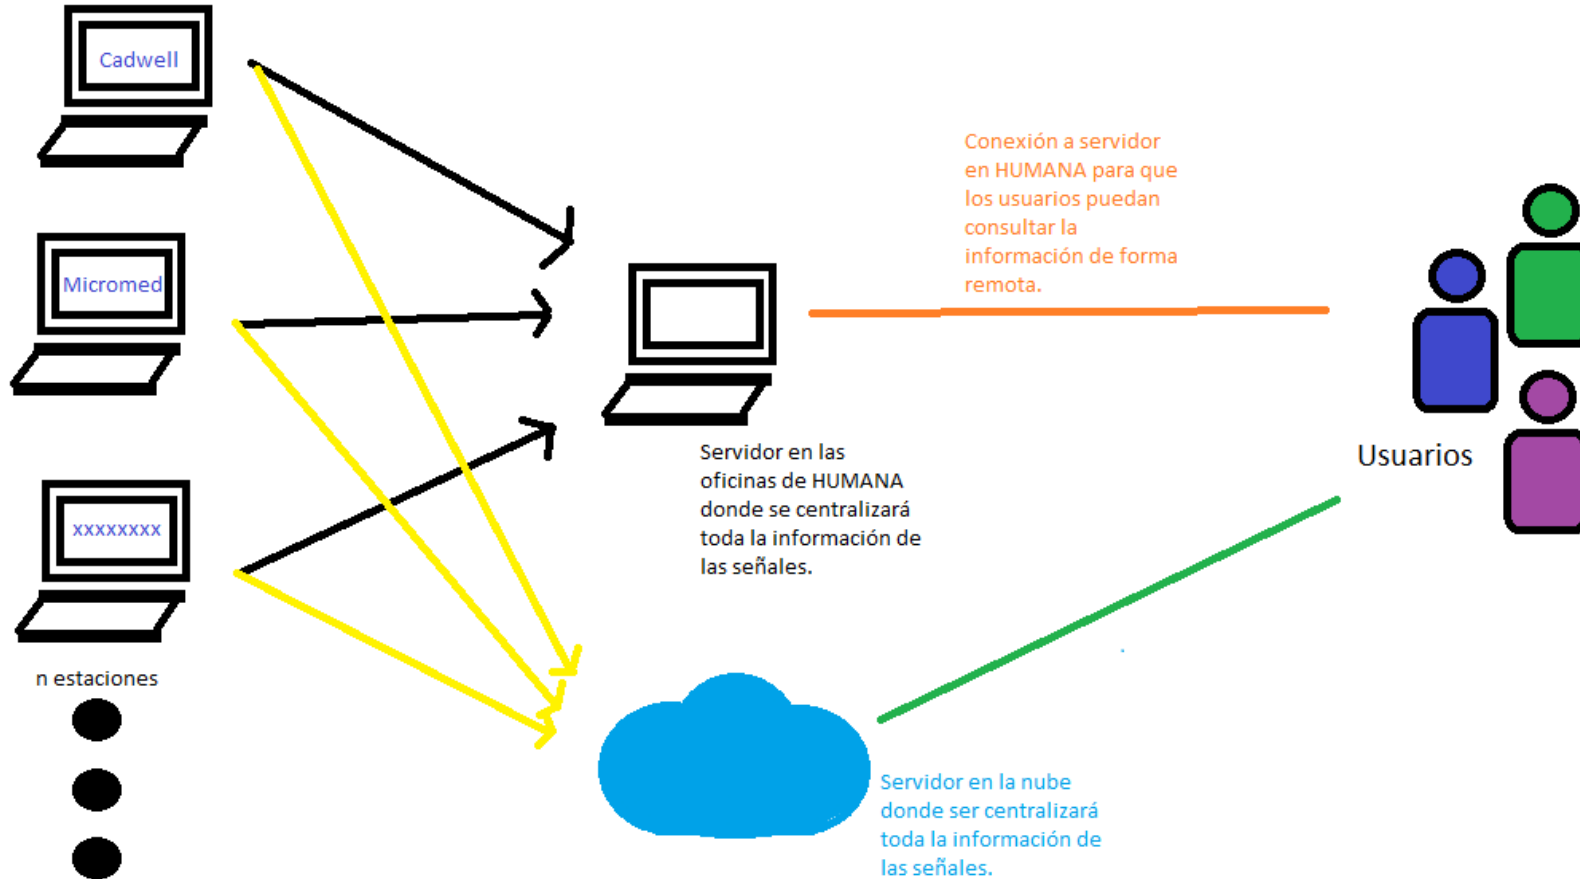 Cadwell
Micromed
xxxxxxxx
n estaciones
Servidor en las
oficinas de HUMANA
donde se centralizará
toda la información de
las señales.
Conexión a servidor
en HUMANA para que
los usuarios puedan
consultar la
información de forma
remota.
Usuarios
Servidor en la nube
donde ser centralizará
toda la información de
las señales.